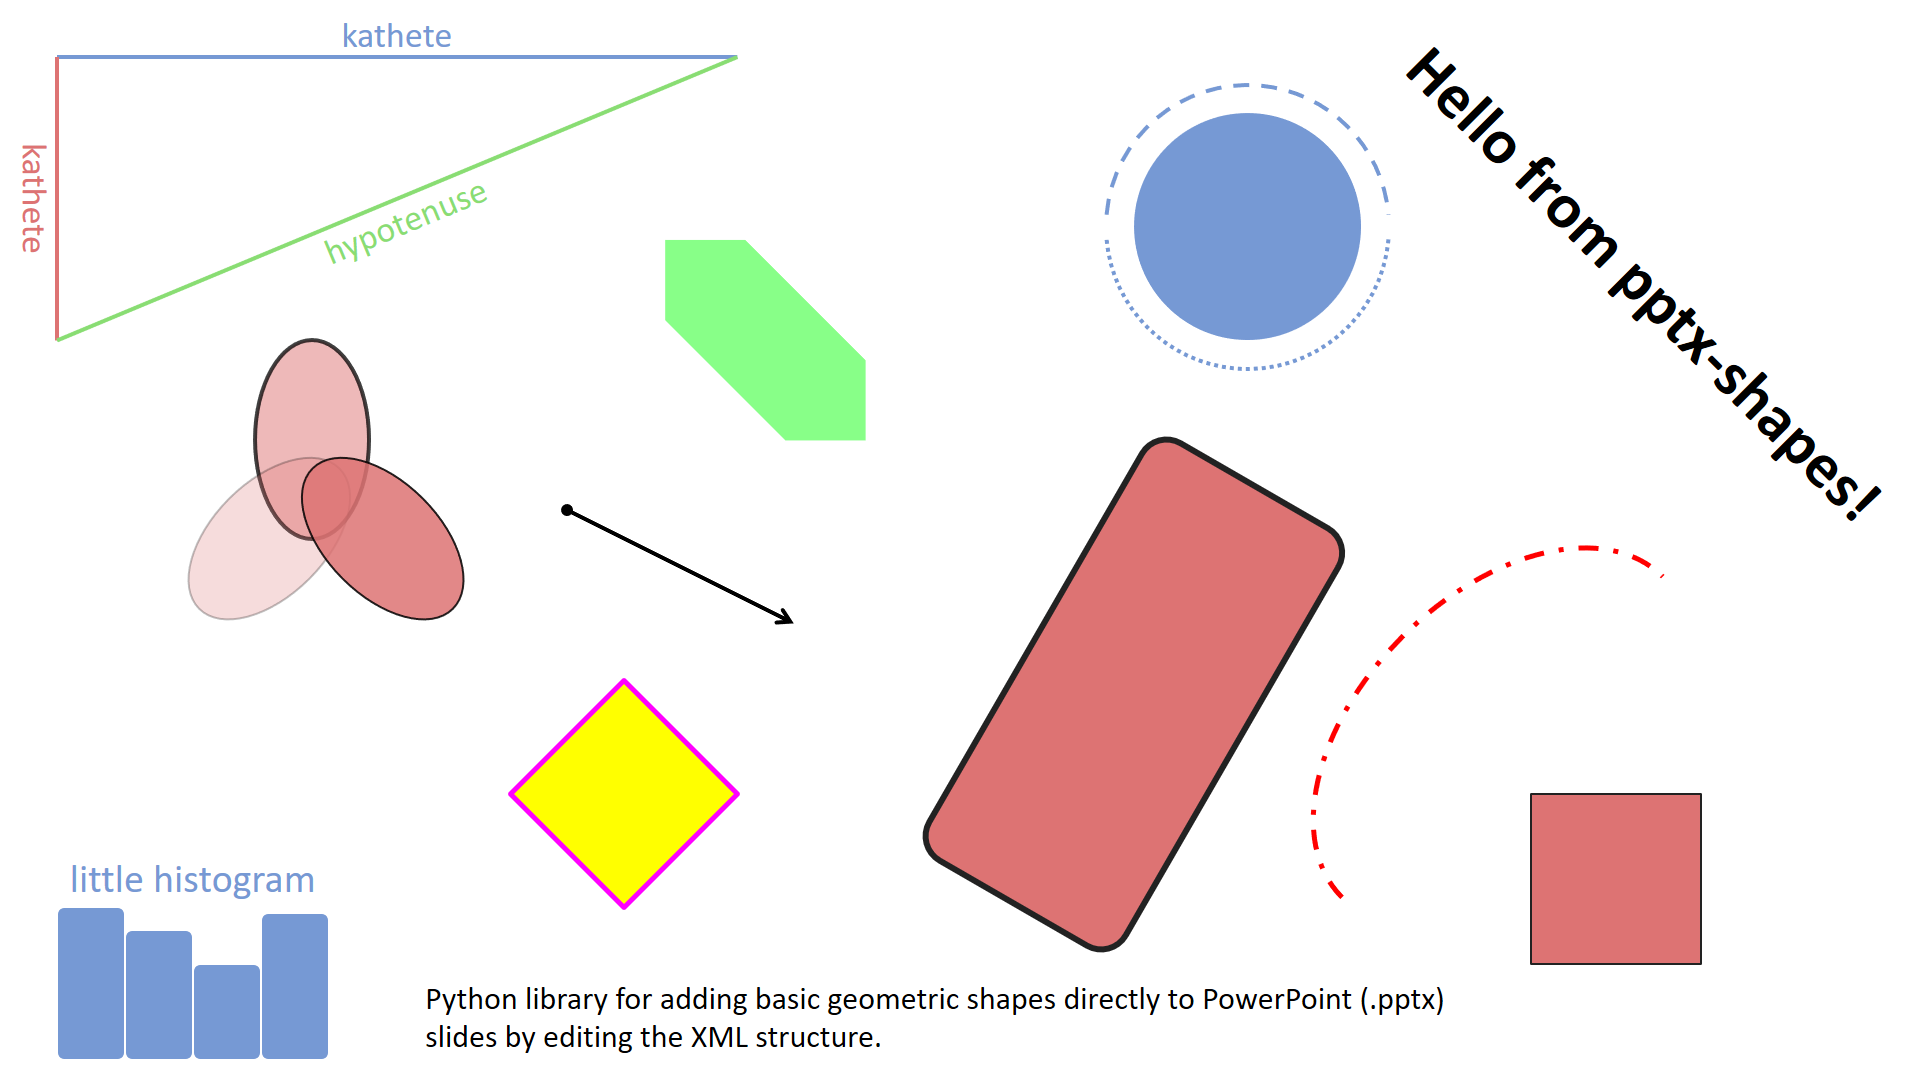 kathete
kathete
hypotenuse
Hello from pptx-shapes!
little histogram
Python library for adding basic geometric shapes directly to PowerPoint (.pptx)
slides by editing the XML structure.